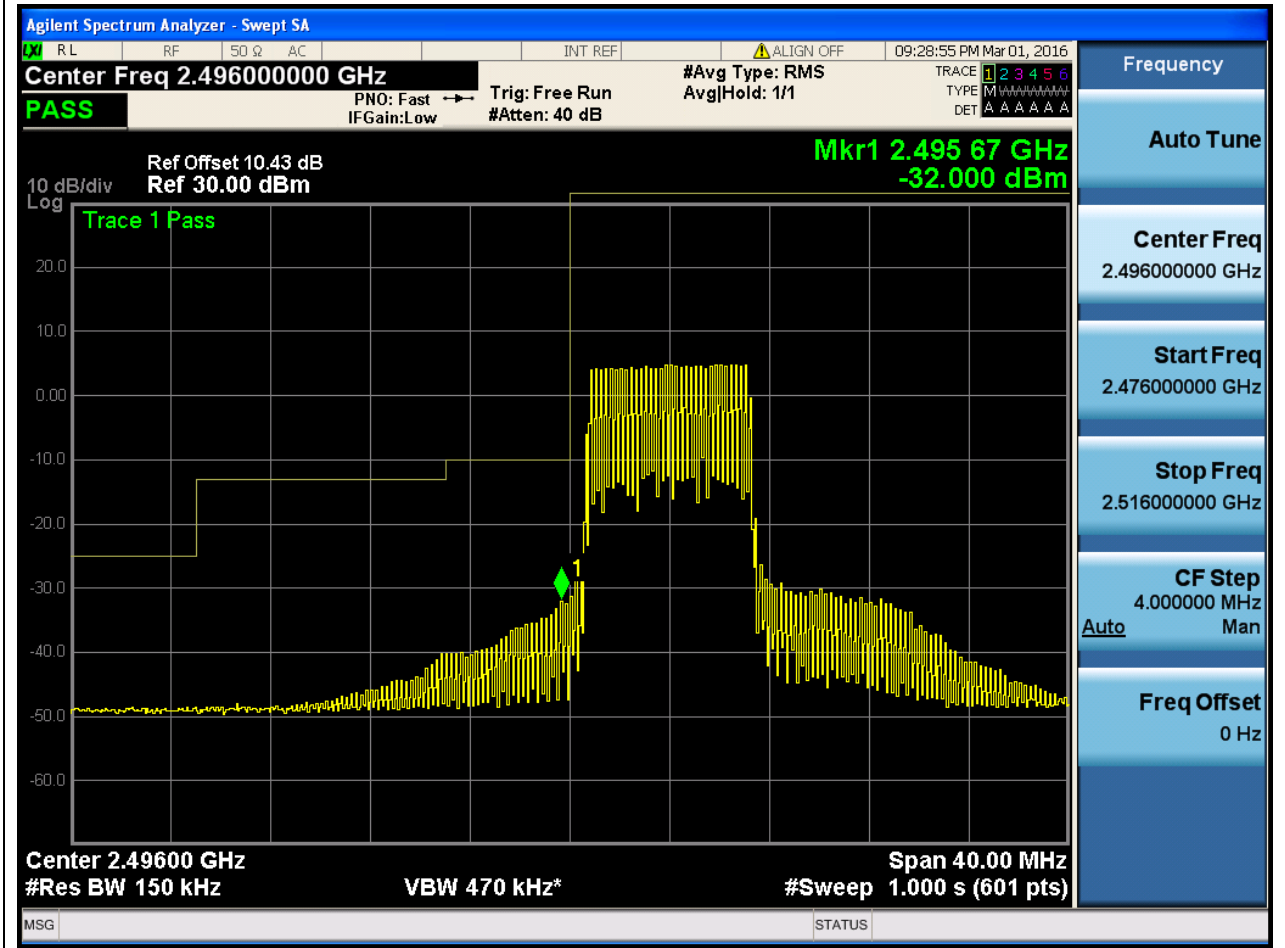 Agilent Spectrum Analyzer - Swept SA
LXI RL RF 50 Ω AC INT REF ALIGN OFF 09:28:55 PM Mar 01, 2016
Center Freq 2.496000000 GHz
PASS
PNO: Fast
IFGain:Low
Trig: Free Run
#Atten: 40 dB
#Avg Type: RMS
Avg|Hold: 1/1
TRACE 1 2 3 4 5 6
TYPE M
DET A A A A A A
Mkr1 2.495 67 GHz
-32.000 dBm
Ref Offset 10.43 dB
10 dB/div Ref 30.00 dBm
Log
Trace 1 Pass
20.0
10.0
0.00
-10.0
-20.0
-30.0
-40.0
-50.0
-60.0
1
Center 2.49600 GHz Span 40.00 MHz
#Res BW 150 kHz VBW 470 kHz* #Sweep 1.000 s (601 pts)
MSG STATUS
Frequency
Auto Tune
Center Freq
2.496000000 GHz
Start Freq
2.476000000 GHz
Stop Freq
2.516000000 GHz
CF Step
4.000000 MHz
Auto Man
Freq Offset
0 Hz